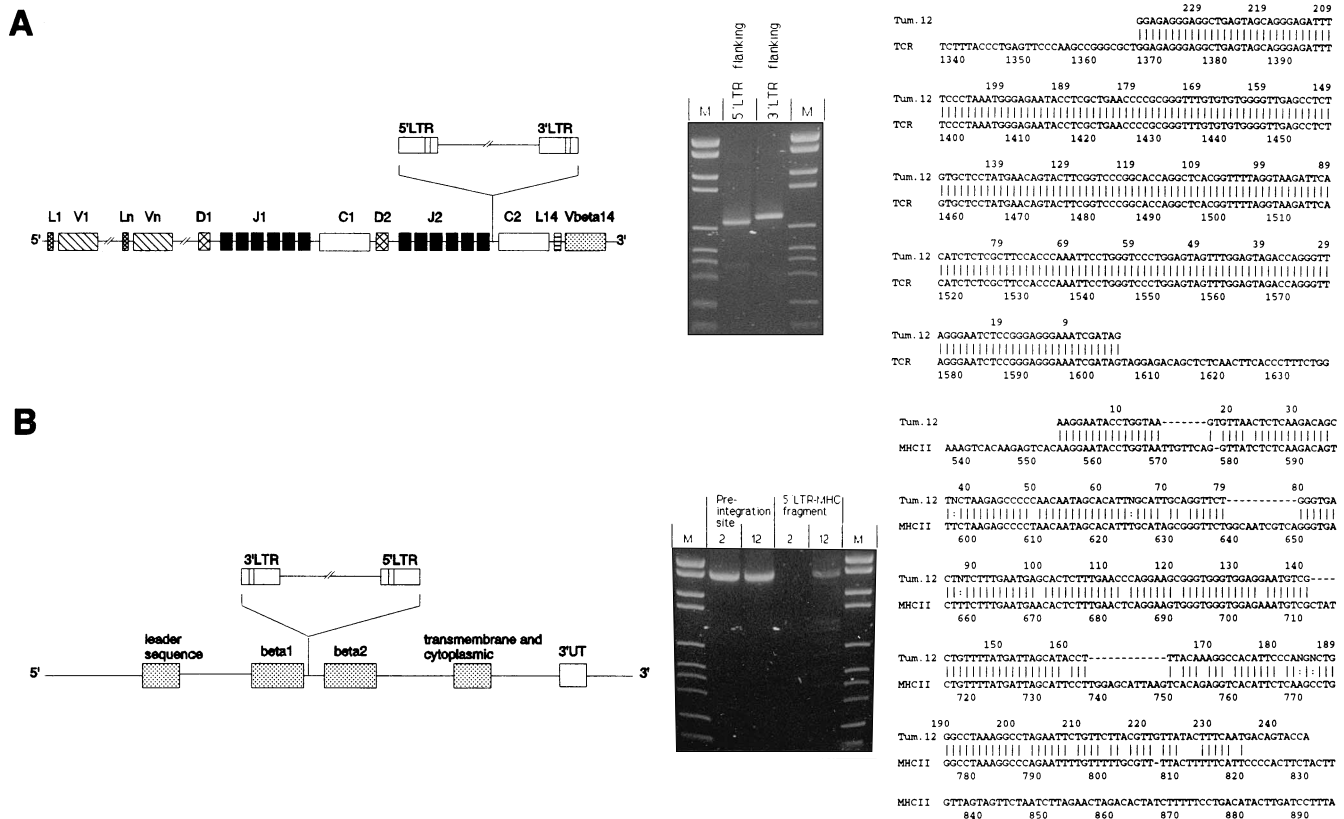 A
5'LTR 3'LTR
L1 V1 Ln Vn D1 J1 C1 D2 J2 C2 L14 Vbeta14
5' 3'
M 5'LTR flanking 3'LTR flanking M
229 219 209
Tum.12 GGAGAGGGAGGCTGAGTAGCAGGGAGATTT
TCR TCTTTACCCTGAGTTCCCAAGCCGGGCGCTGGAGAGGGAGGCTGAGTAGCAGGGAGATTT
1340 1350 1360 1370 1380 1390
199 189 179 169 159 149
Tum.12 TCCCTAAATGGGAGAATACCTCGCTGAACCCCGCGGGTTTGTGTGTGGGGTTGAGCCTCT
TCR TCCCTAAATGGGAGAATACCTCGCTGAACCCCGCGGGTTTGTGTGTGGGGTTGAGCCTCT
1400 1410 1420 1430 1440 1450
139 129 119 109 99 89
Tum.12 GTGCTCCTATGAACAGTACTTCGGTCCCGGCACCAGGCTCACGGTTTTAGGTAAGATTCA
TCR GTGCTCCTATGAACAGTACTTCGGTCCCGGCACCAGGCTCACGGTTTTAGGTAAGATTCA
1460 1470 1480 1490 1500 1510
79 69 59 49 39 29
Tum.12 CATCTCTCGCTTCCACCCAAATTCCTGGGTCCCTGGAGTAGTTTGGAGTAGACCAGGGTT
TCR CATCTCTCGCTTCCACCCAAATTCCTGGGTCCCTGGAGTAGTTTGGAGTAGACCAGGGTT
1520 1530 1540 1550 1560 1570
19 9
Tum.12 AGGGAATCTCCGGGAGGGAAATCGATAG
TCR AGGGAATCTCCGGGAGGGAAATCGATAGTAGGAGACAGCTCTCAACTTCACCCTTTCTGG
1580 1590 1600 1610 1620 1630
B
3'LTR 5'LTR
leader sequence beta1 beta2 transmembrane and cytoplasmic 3'UT
5' 3'
Pre-integration site 5'LTR-MHC fragment
M 2 12 2 12 M
10 20 30
Tum.12 AAGGAATACCTGGTAA-------GTGTTAACTCTCAAGACAGC
MHCII AAAGTCACAAGAGTCACAAGGAATACCTGGTAATTGTTCAG-GTTATCTCTCAAGACAGT
540 550 560 570 580 590
40 50 60 70 79 80
Tum.12 TNCTAAGAGCCCCCAACAATAGCACATTNGCATTGCAGGTTCT-----------GGGTGA
MHCII TTCTAAGAGCCCCTAACAATAGCACATTTGCATAGCGGGTTCTGGCAATCGTCAGGGTGA
600 610 620 630 640 650
90 100 110 120 130 140
Tum.12 CTNTCTTTGAATGAGCACTCTTTGAACCCAGGAAGCGGGTGGTGGAGGAATGTCG----
MHCII CTTTCTTTGAATGAACACTCTTTGAACTCAGGAAGTGGGTGGGTGGAGAAATGTCGCTAT
660 670 680 690 700 710
150 160 170 180 189
Tum.12 CTGTTTTATGATTAGCATACCT------------TTACAAAGGCCACATTCCCANGNCTG
MHCII CTGTTTTATGATTAGCATTCCTTGGAGCATTAAGTCACAGAGGTCACATTCTCAAGCCTG
720 730 740 750 760 770
190 200 210 220 230 240
Tum.12 GGCCTAAAGGCCTAGAATTCTGTTCTTACGTTGTTATACTTTCAATGACAGTACCA
MHCII GGCCTAAAGGCCCAGAATTTTGTTTTTGCGTT-TTACTTTTTCATTCCCCACTTCTACTT
780 790 800 810 820 830
MHCII GTTAGTAGTTCTAATCTTAGAACTAGACACTATCTTTTTCCTGACATACTTGATCCTTTA
840 850 860 870 880 890